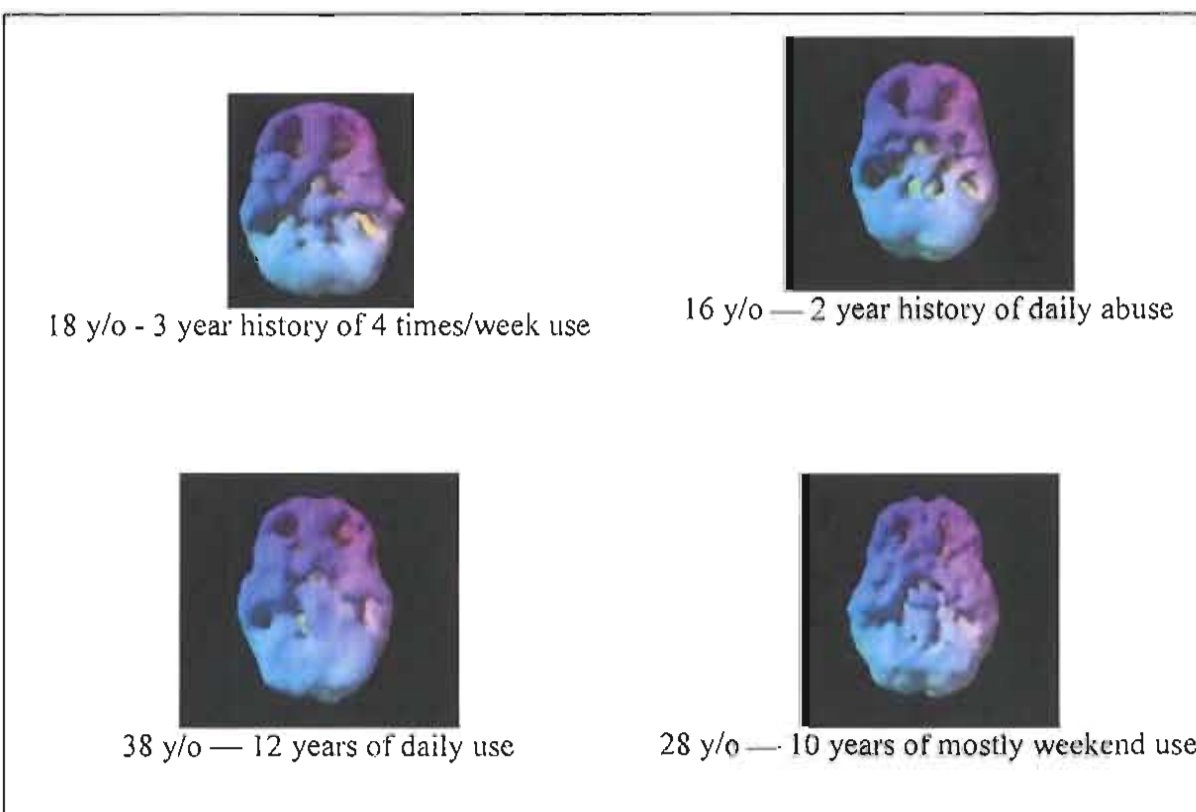 18 y/o - 3 year history of 4 times/week use
16 y/o — 2 year history of daily abuse
38 y/o — 12 years of daily use
28 y/o — 10 years of mostly weekend use